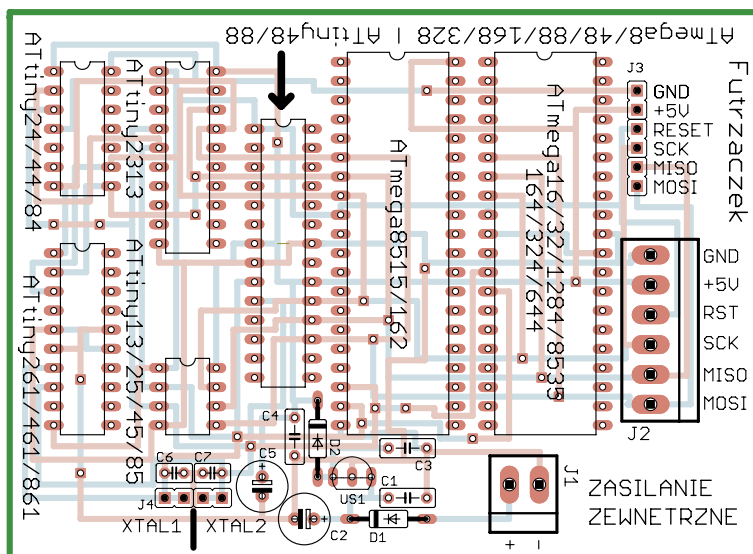 ATmega8/48/88/168/328 | ATtiny48/88
ATtiny24/44/84
ATtiny2313
ATmega8515/162
ATmega16/32/1284/8535
164/324/644
Futrzaczek
J3
GND
+5V
RESET
SCK
MISO
MOSI
GND
+5V
RST
SCK
MISO
MOSI
J2
ATtiny261/461/861
ATtiny13/25/45/85
C4
D2
C6
C7
C5
C3
C1
US1
J4
XTAL1
XTAL2
C2
D1
J1
+ -
ZASILANIE
ZEWNETRZNE